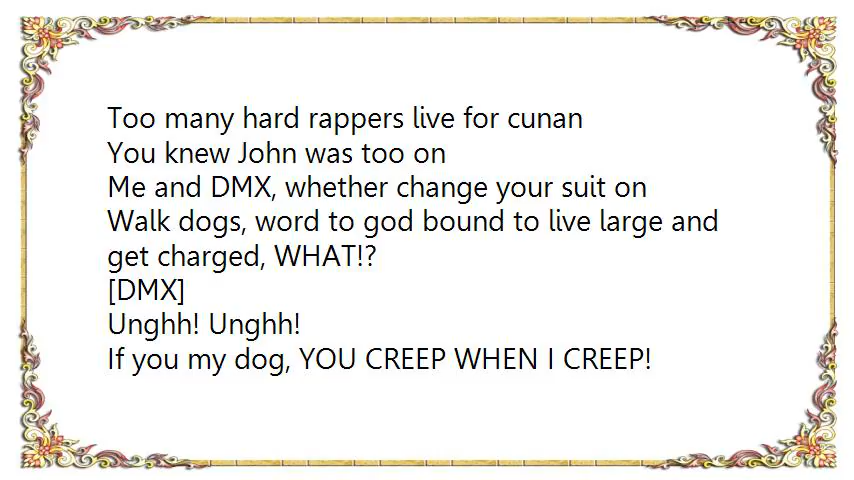 Too many hard rappers live for cunan
You knew John was too on
Me and DMX, whether change your suit on
Walk dogs, word to god bound to live large and
get charged, WHAT!?
[DMX]
Unghh! Unghh!
If you my dog, YOU CREEP WHEN I CREEP!